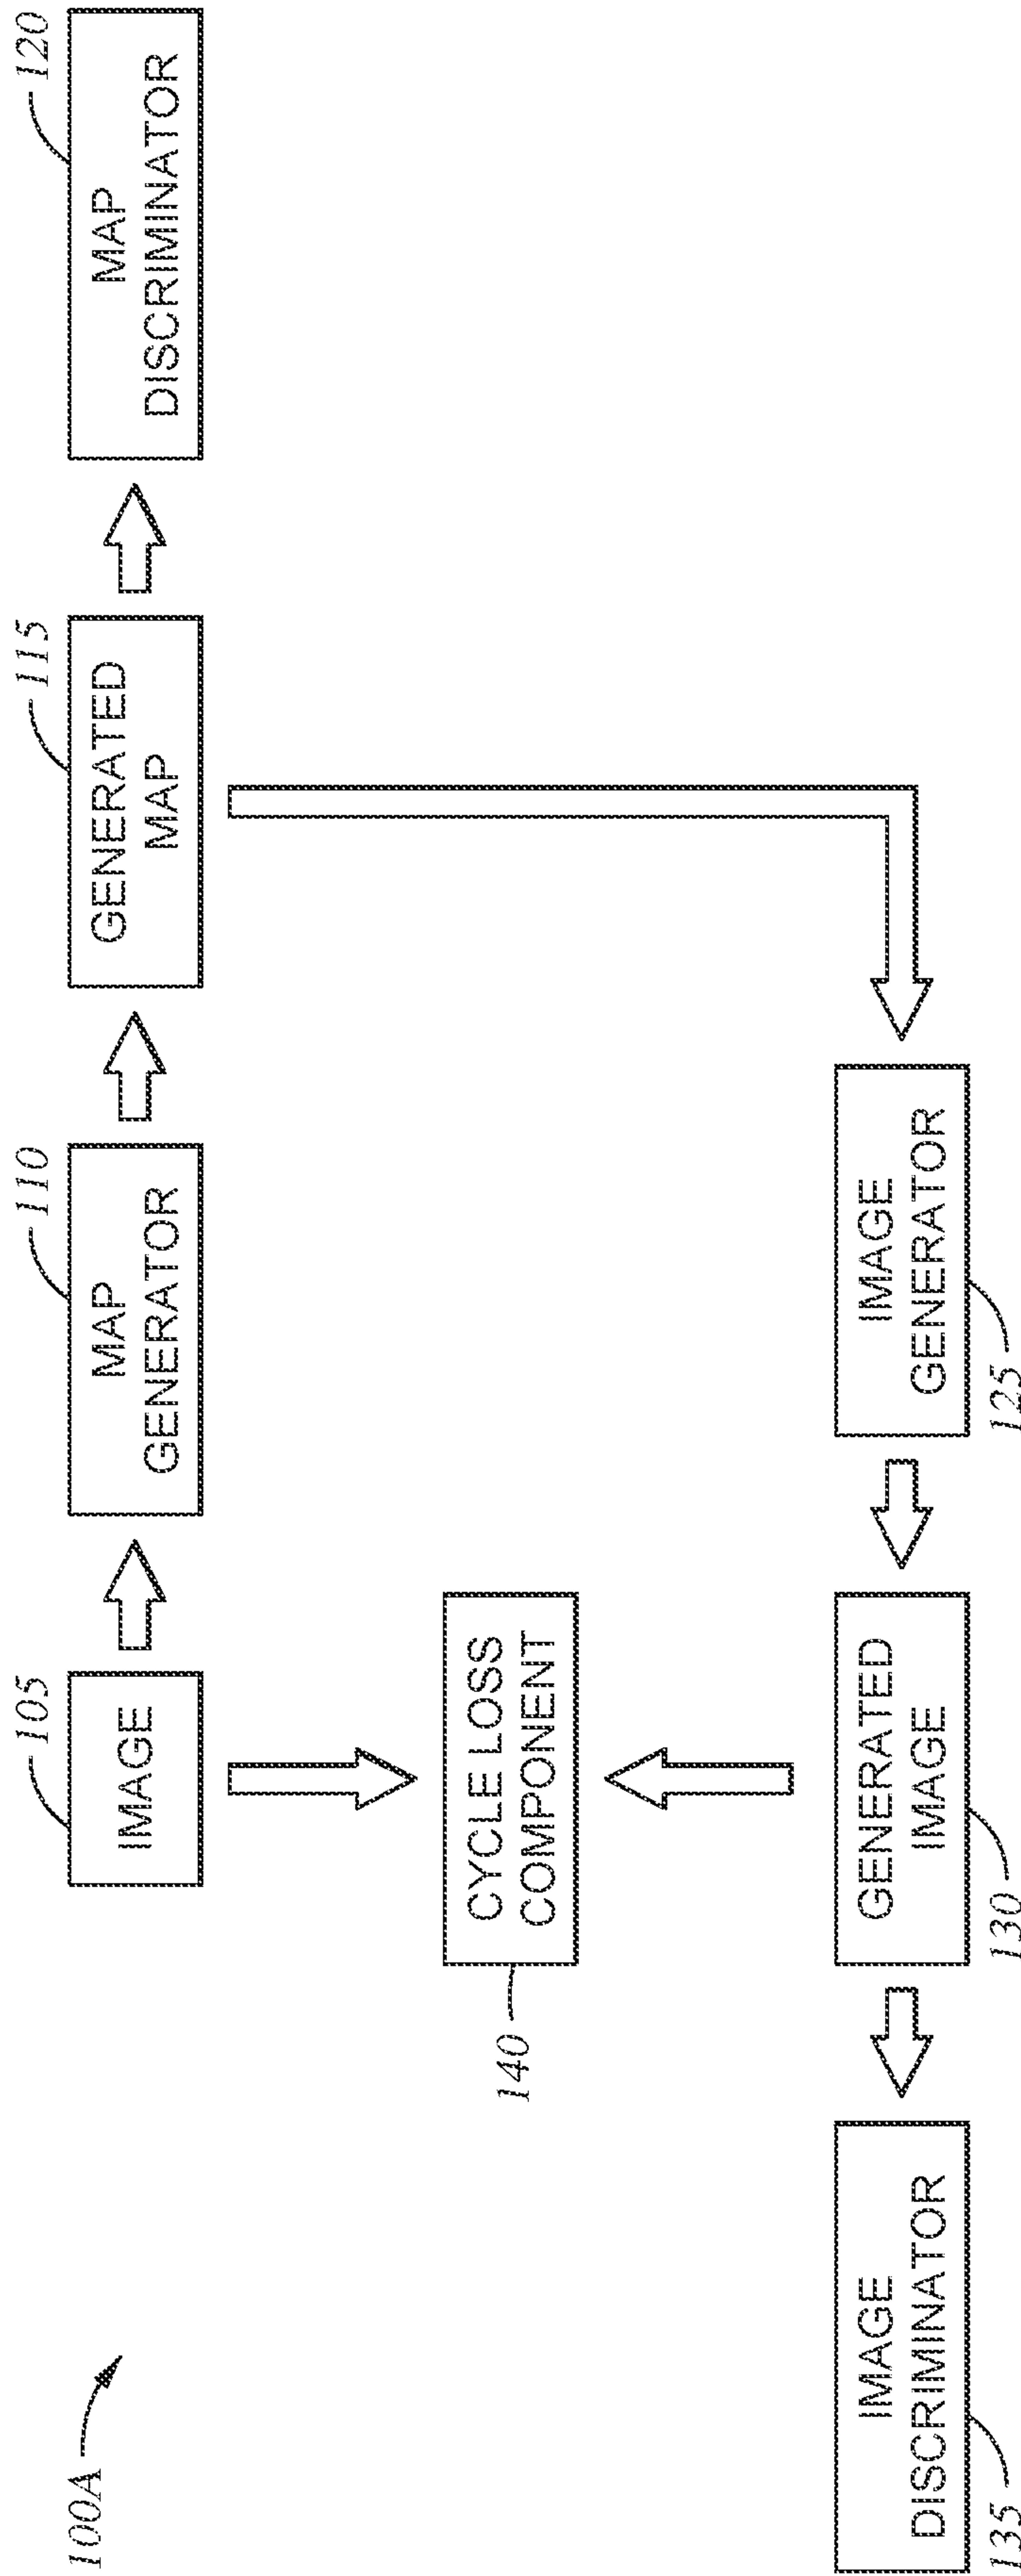 100A
105
IMAGE
110
MAP
GENERATOR
115
GENERATED
MAP
120
MAP
DISCRIMINATOR
140
CYCLE LOSS
COMPONENT
IMAGE
DISCRIMINATOR
135
GENERATED
IMAGE
130
IMAGE
GENERATOR
125